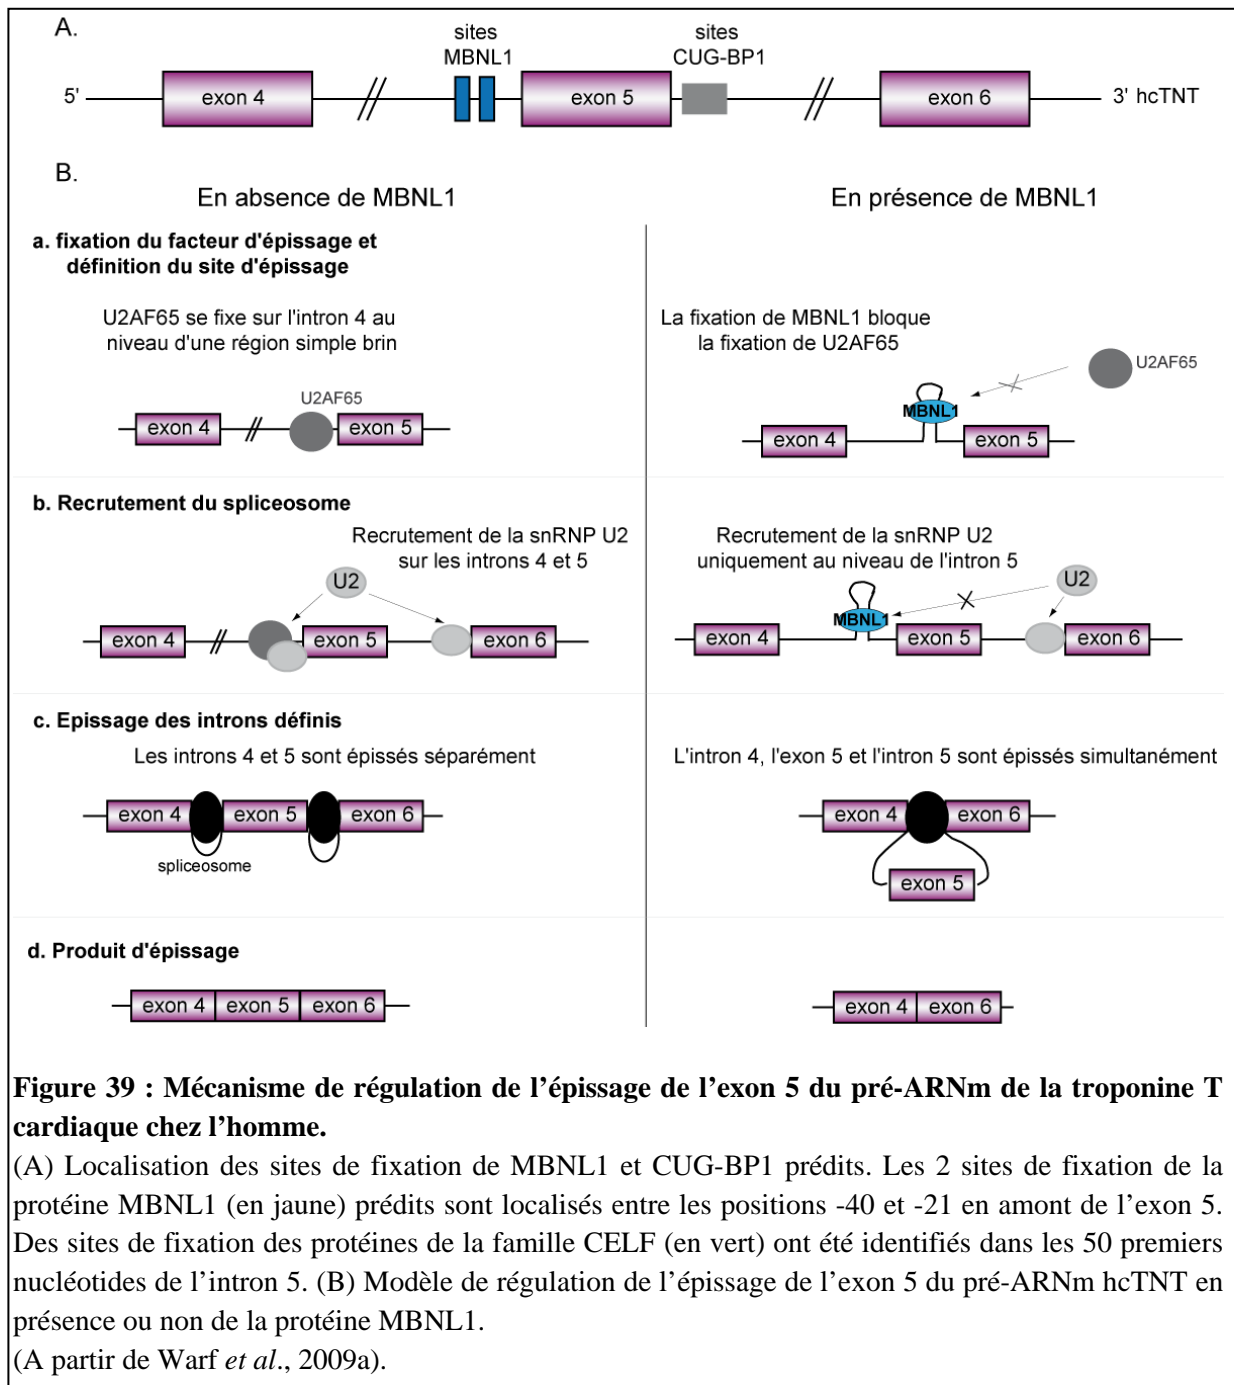 A.
sites
MBNL1
sites
CUG-BP1
5'
exon 4
exon 5
exon 6
3' hcTNT
B.
En absence de MBNL1
En présence de MBNL1
a. fixation du facteur d'épissage et
définition du site d'épissage
U2AF65 se fixe sur l'intron 4 au
niveau d'une région simple brin
U2AF65
exon 4
exon 5
La fixation de MBNL1 bloque
la fixation de U2AF65
U2AF65
MBNL1
exon 4
exon 5
b. Recrutement du spliceosome
Recrutement de la snRNP U2
sur les introns 4 et 5
U2
exon 4
exon 5
exon 6
Recrutement de la snRNP U2
uniquement au niveau de l'intron 5
U2
MBNL1
exon 4
exon 5
exon 6
c. Epissage des introns définis
Les introns 4 et 5 sont épissés séparément
exon 4
exon 5
exon 6
spliceosome
L'intron 4, l'exon 5 et l'intron 5 sont épissés simultanément
exon 4
exon 6
exon 5
d. Produit d'épissage
exon 4
exon 5
exon 6
exon 4
exon 6
Figure 39 : Mécanisme de régulation de l’épissage de l’exon 5 du pré-ARNm de la troponine T
cardiaque chez l’homme.
(A) Localisation des sites de fixation de MBNL1 et CUG-BP1 prédits. Les 2 sites de fixation de la
protéine MBNL1 (en jaune) prédits sont localisés entre les positions -40 et -21 en amont de l’exon 5.
Des sites de fixation des protéines de la famille CELF (en vert) ont été identifiés dans les 50 premiers
nucléotides de l’intron 5. (B) Modèle de régulation de l’épissage de l’exon 5 du pré-ARNm hcTNT en
présence ou non de la protéine MBNL1.
(A partir de Warf et al., 2009a).